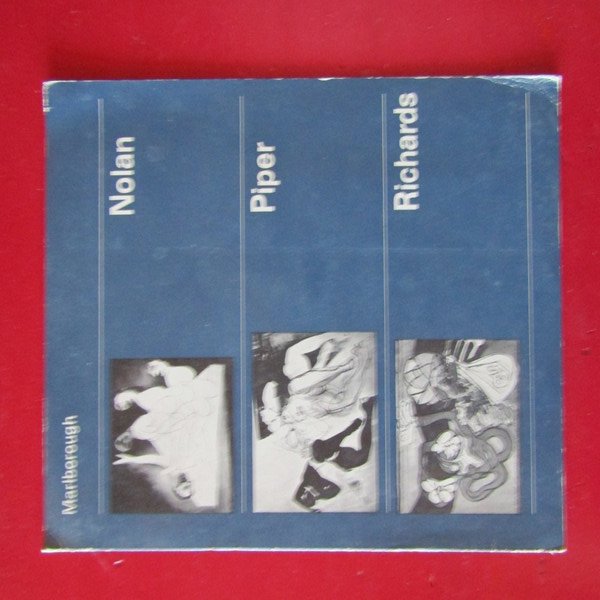 Marlborough
Nolan
Piper
Richards